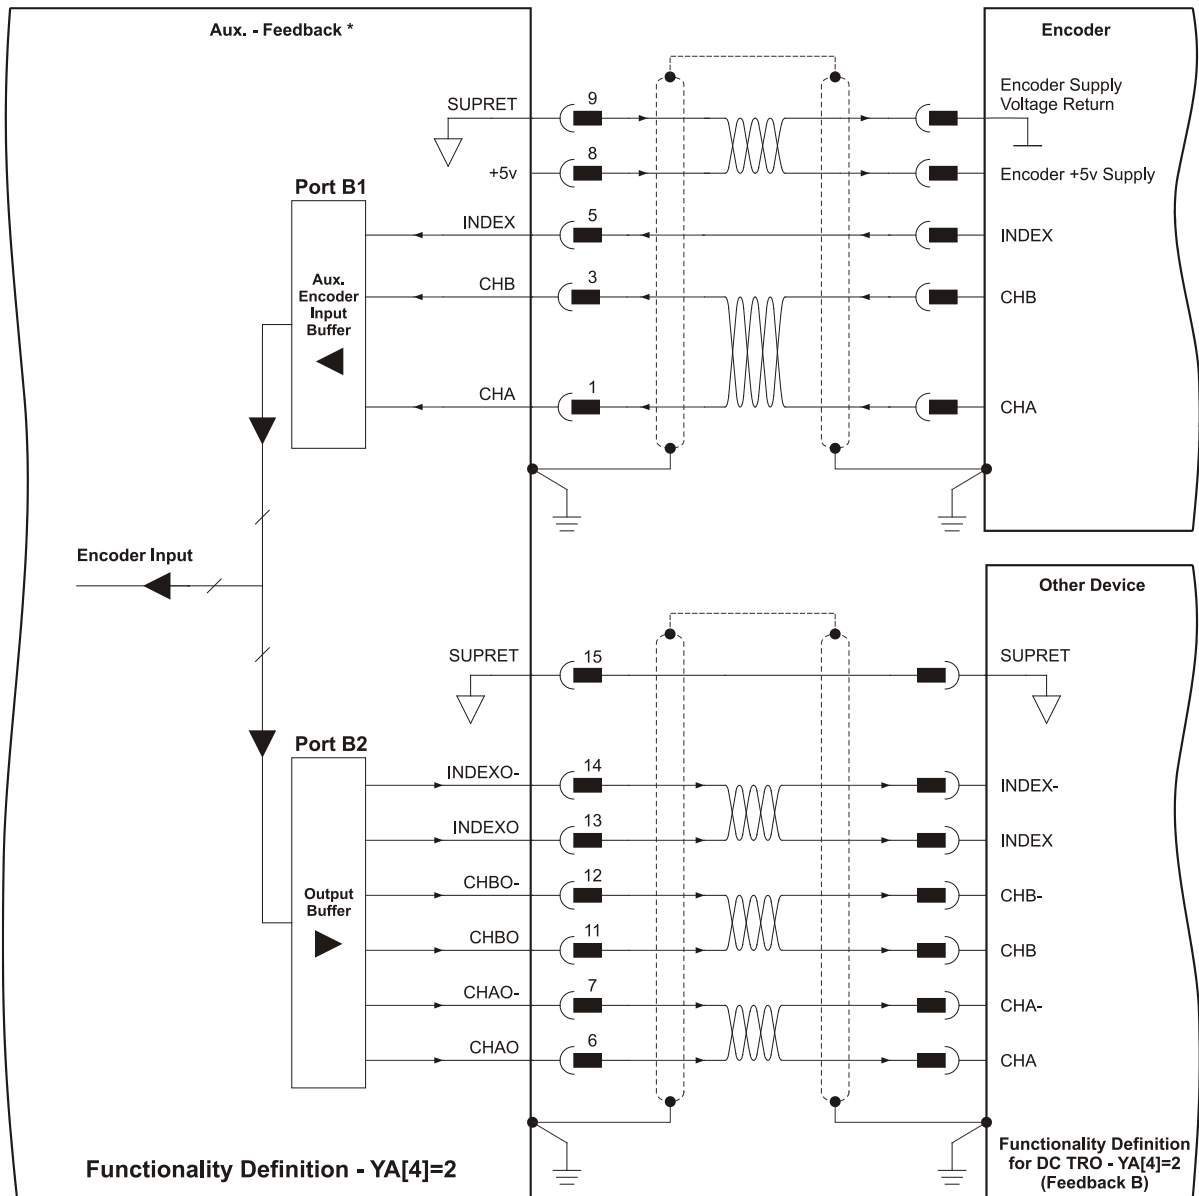 Aux. - Feedback *
Encoder
SUPRET
9
Encoder Supply
Voltage Return
+5v
8
Encoder +5v Supply
Port B1
INDEX
5
INDEX
Aux.
Encoder
Input
Buffer
CHB
3
CHB
CHA
1
CHA
Encoder Input
Other Device
SUPRET
15
SUPRET
Port B2
INDEXO-
14
INDEX-
INDEXO
13
INDEX
Output
Buffer
CHBO-
12
CHB-
CHBO
11
CHB
CHAO-
7
CHA-
CHAO
6
CHA
Functionality Definition - YA[4]=2
Functionality Definition
for DC TRO - YA[4]=2
(Feedback B)